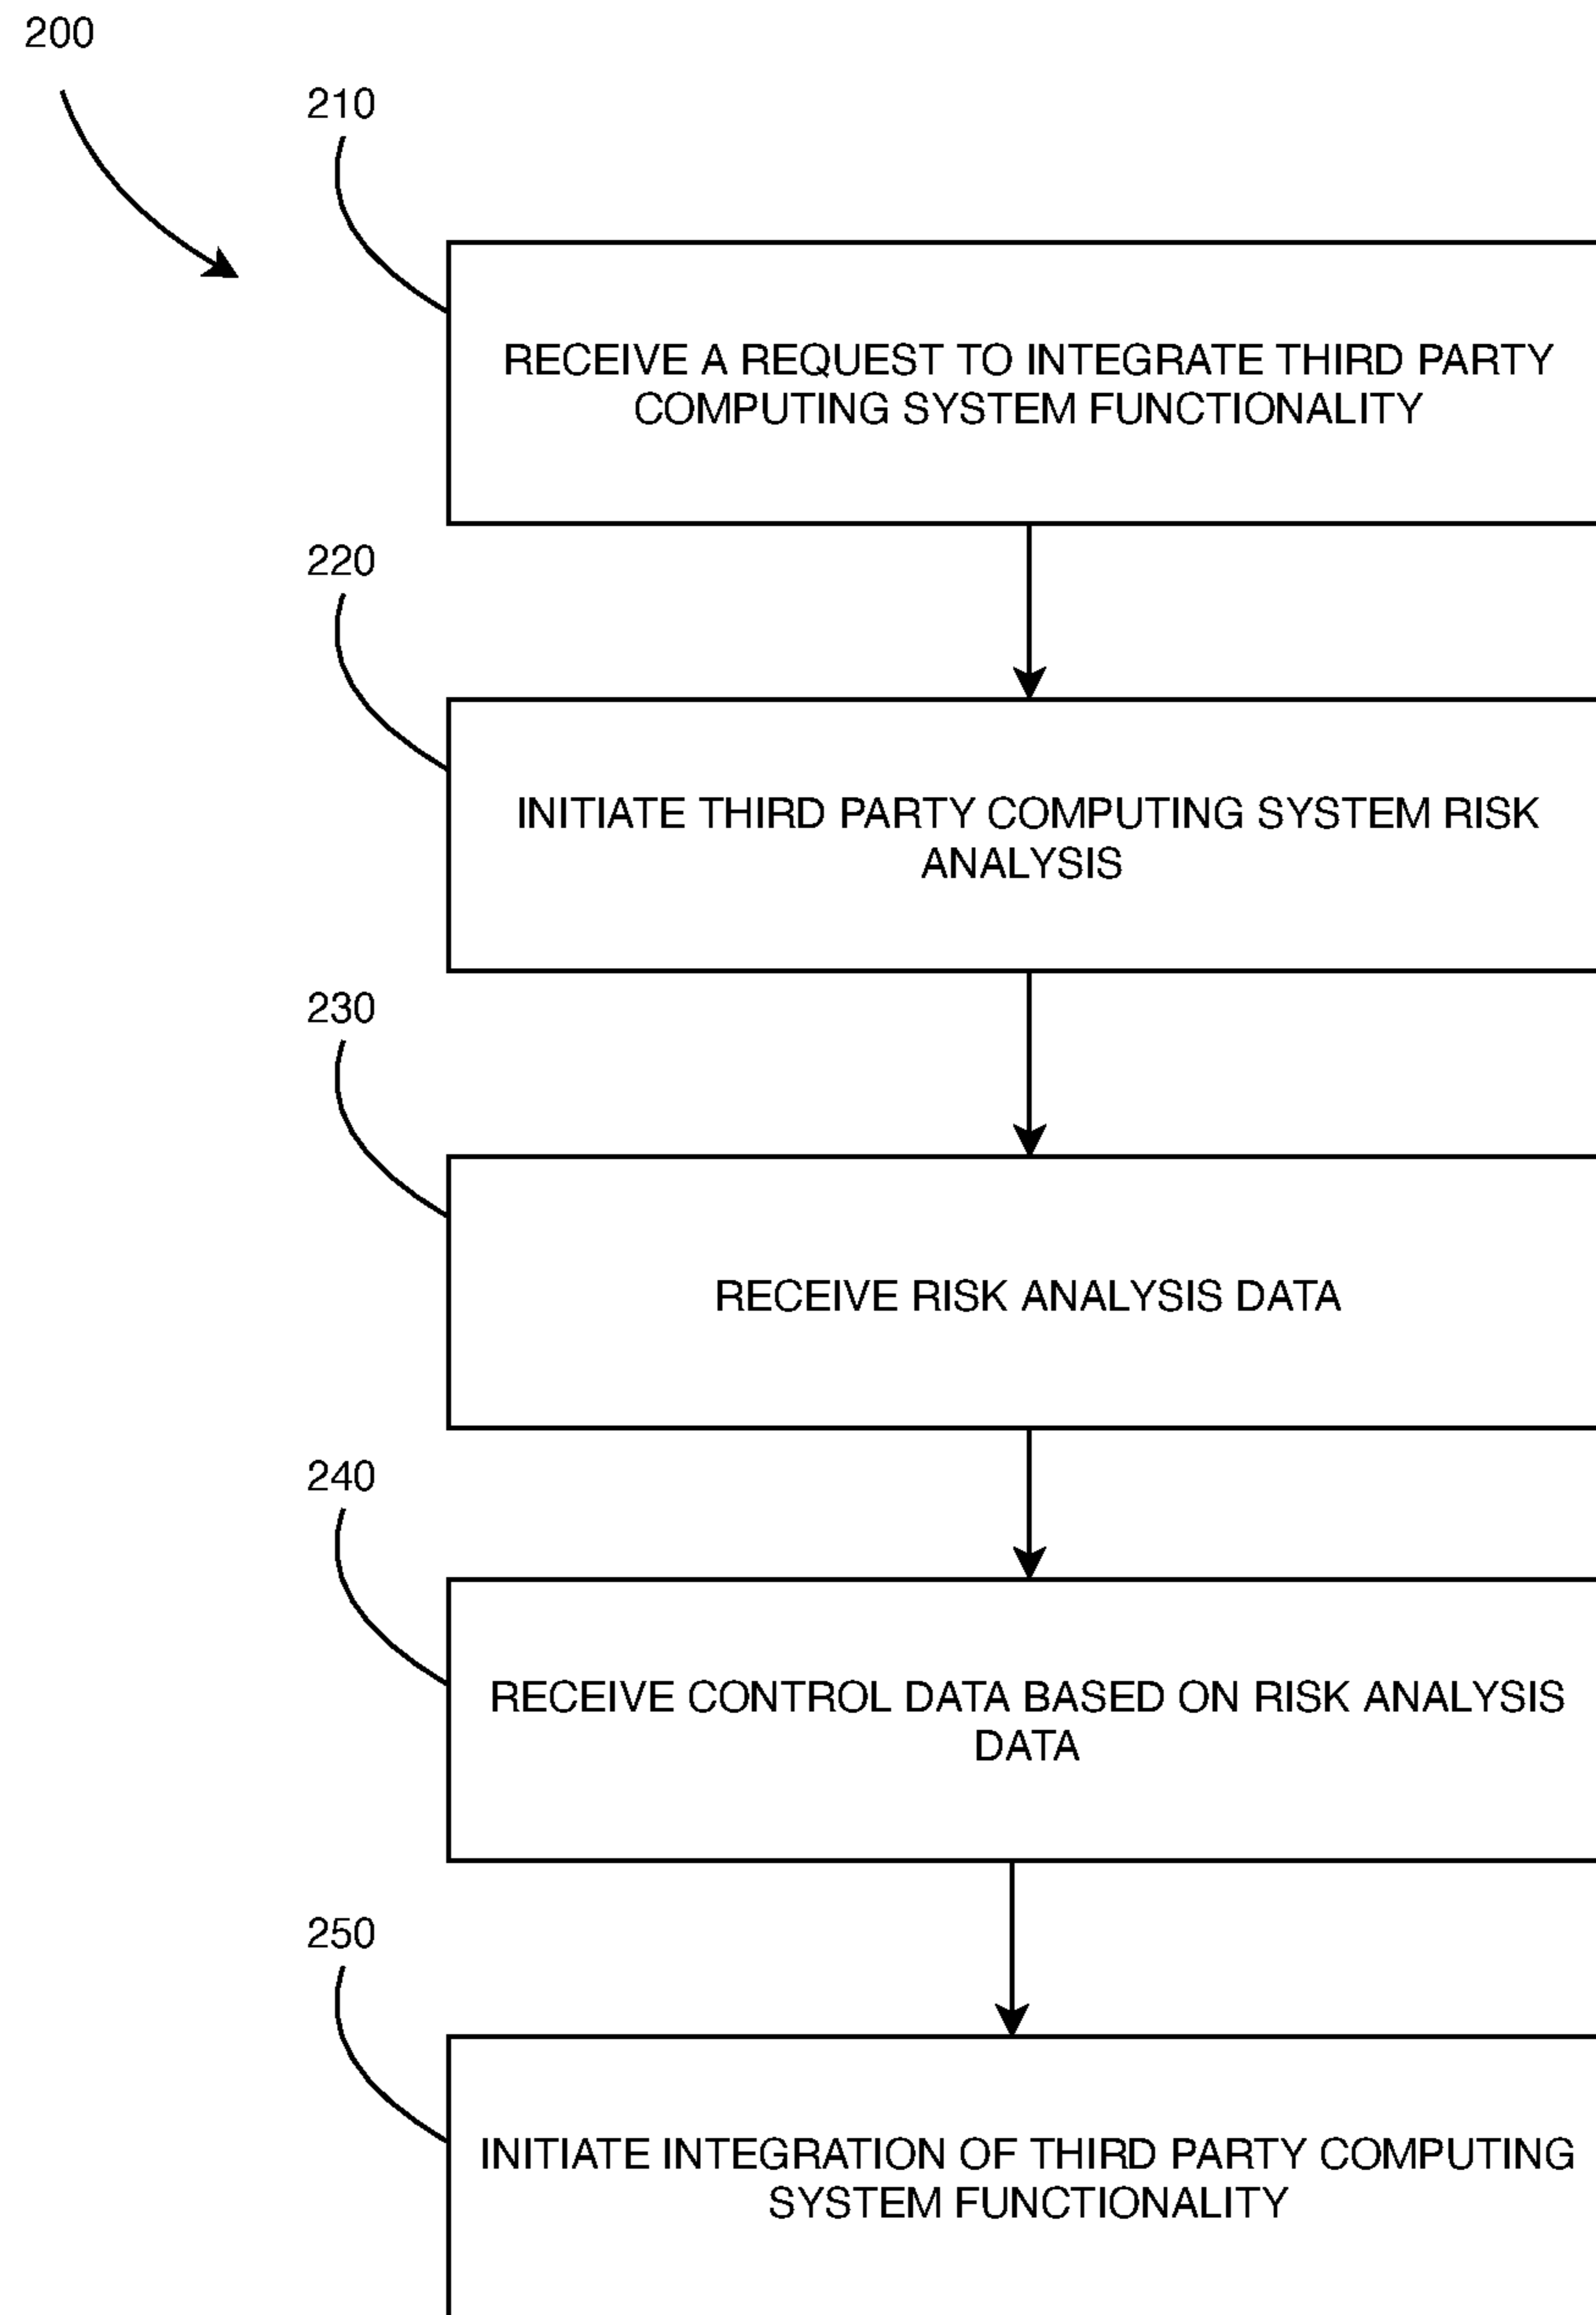 200
210
RECEIVE A REQUEST TO INTEGRATE THIRD PARTY
COMPUTING SYSTEM FUNCTIONALITY
220
INITIATE THIRD PARTY COMPUTING SYSTEM RISK
ANALYSIS
230
RECEIVE RISK ANALYSIS DATA
240
RECEIVE CONTROL DATA BASED ON RISK ANALYSIS
DATA
250
INITIATE INTEGRATION OF THIRD PARTY COMPUTING
SYSTEM FUNCTIONALITY